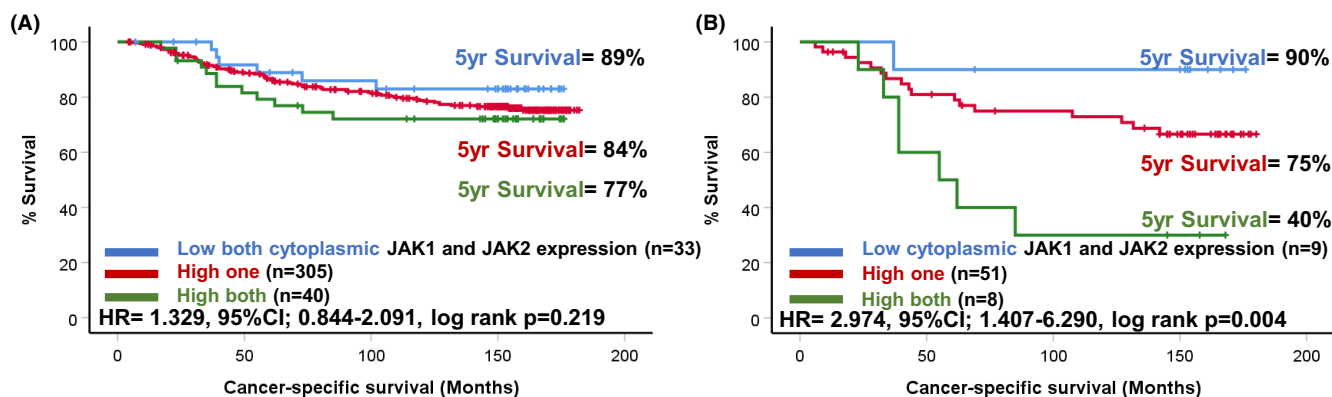 (A)
100
80
60
40
20
0
% Survival
5yr Survival= 89%
5yr Survival= 84%
5yr Survival= 77%
Low both cytoplasmic JAK1 and JAK2 expression (n=33)
High one (n=305)
High both (n=40)
HR= 1.329, 95%CI; 0.844-2.091, log rank p=0.219
0 50 100 150 200
Cancer-specific survival (Months)
(B)
100
80
60
40
20
0
% Survival
5yr Survival= 90%
5yr Survival= 75%
5yr Survival= 40%
Low cytoplasmic JAK1 and JAK2 expression (n=9)
High one (n=51)
High both (n=8)
HR= 2.974, 95%CI; 1.407-6.290, log rank p=0.004
0 50 100 150 200
Cancer-specific survival (Months)